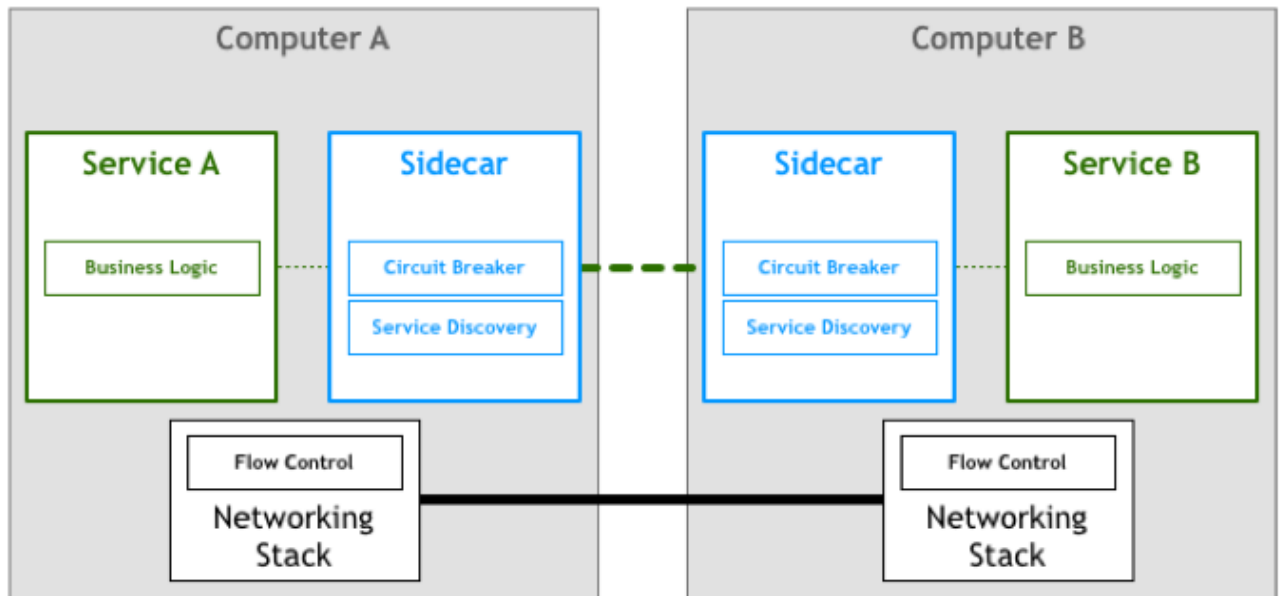 Computer A
Computer B
Service A
Sidecar
Sidecar
Service B
Business Logic
Circuit Breaker
Circuit Breaker
Business Logic
Service Discovery
Service Discovery
Flow Control
Flow Control
Networking
Stack
Networking
Stack